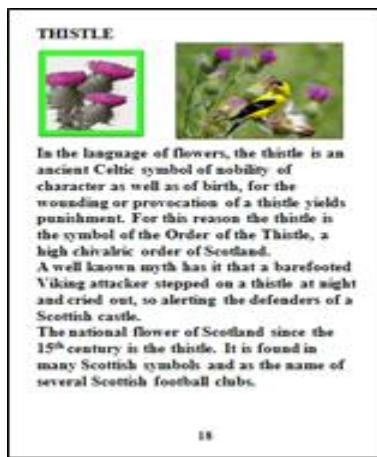 THISTLE
In the language of flowers, the thistle is an
ancient Celtic symbol of nobility of
character as well as of birth, for the
wounding or provocation of a thistle yields
punishment. For this reason the thistle is
the symbol of the Order of the Thistle, a
high chivalric order of Scotland.
A well known myth has it that a barefooted
Viking attacker stepped on a thistle at night
and cried out, so alerting the defenders of a
Scottish castle.
The national flower of Scotland since the
15th century is the thistle. It is found in
many Scottish symbols and as the name of
several Scottish football clubs.
18